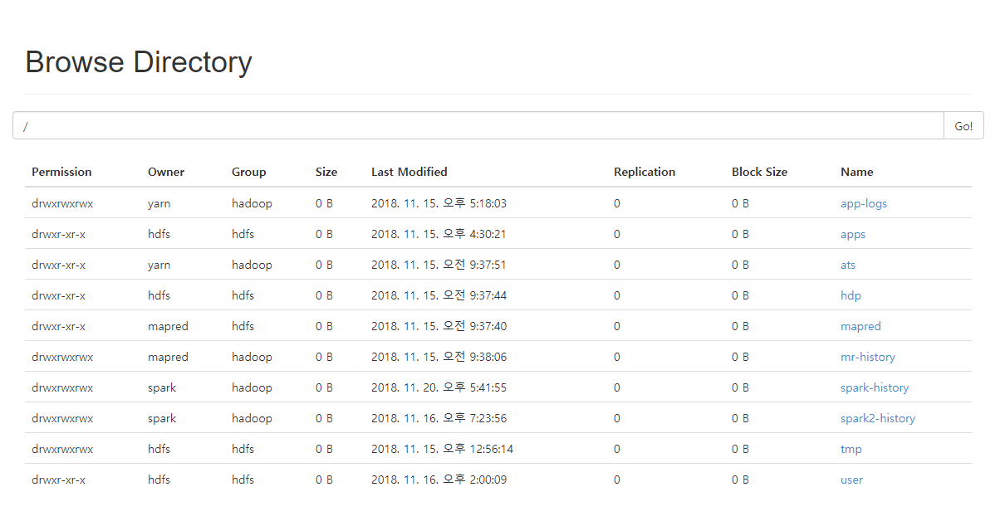 Browse Directory
/ Go!
Permission Owner Group Size Last Modified Replication Block Size Name
drwxrwxrwx yarn hadoop 0 B 2018. 11. 15. 오후 5:18:03 0 0 B app-logs
drwxr-xr-x hdfs hdfs 0 B 2018. 11. 15. 오후 4:30:21 0 0 B apps
drwxr-xr-x yarn hadoop 0 B 2018. 11. 15. 오전 9:37:51 0 0 B ats
drwxr-xr-x hdfs hdfs 0 B 2018. 11. 15. 오전 9:37:44 0 0 B hdp
drwxr-xr-x mapred hdfs 0 B 2018. 11. 15. 오전 9:37:40 0 0 B mapred
drwxrwxrwx mapred hadoop 0 B 2018. 11. 15. 오전 9:38:06 0 0 B mr-history
drwxrwxrwx spark hadoop 0 B 2018. 11. 20. 오후 5:41:55 0 0 B spark-history
drwxrwxrwx spark hadoop 0 B 2018. 11. 16. 오후 7:23:56 0 0 B spark2-history
drwxrwxrwx hdfs hdfs 0 B 2018. 11. 15. 오후 12:56:14 0 0 B tmp
drwxr-xr-x hdfs hdfs 0 B 2018. 11. 16. 오후 2:00:09 0 0 B user